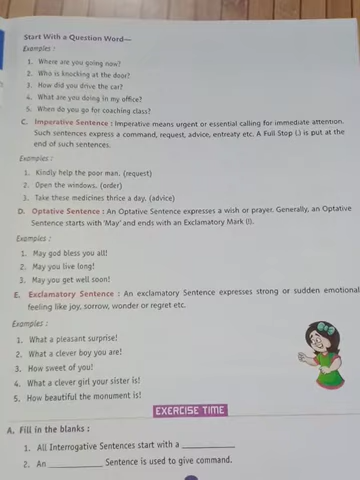 Start With a Question Word—
Examples :
1. Where are you going now?
2. Who is knocking at the door?
3. How did you drive the car?
4. What are you doing in my office?
5. When do you go for coaching class?
C. Imperative Sentence : Imperative means urgent or essential calling for immediate attention.
Such sentences express a command, request, advice, entreaty etc. A Full Stop (.) is put at the
end of such sentences.
Examples :
1. Kindly help the poor man. (request)
2. Open the windows. (order)
3. Take these medicines thrice a day. (advice)
D. Optative Sentence : An Optative Sentence expresses a wish or prayer. Generally, an Optative
Sentence starts with 'May' and ends with an Exclamatory Mark (!).
Examples :
1. May god bless you all!
2. May you live long!
3. May you get well soon!
E. Exclamatory Sentence : An exclamatory Sentence expresses strong or sudden emotional
feeling like joy, sorrow, wonder or regret etc.
Examples :
1. What a pleasant surprise!
2. What a clever boy you are!
3. How sweet of you!
4. What a clever girl your sister is!
5. How beautiful the monument is!
EXERCISE TIME
A. Fill in the blanks :
1. All Interrogative Sentences start with a ____________
2. An ____________ Sentence is used to give command.